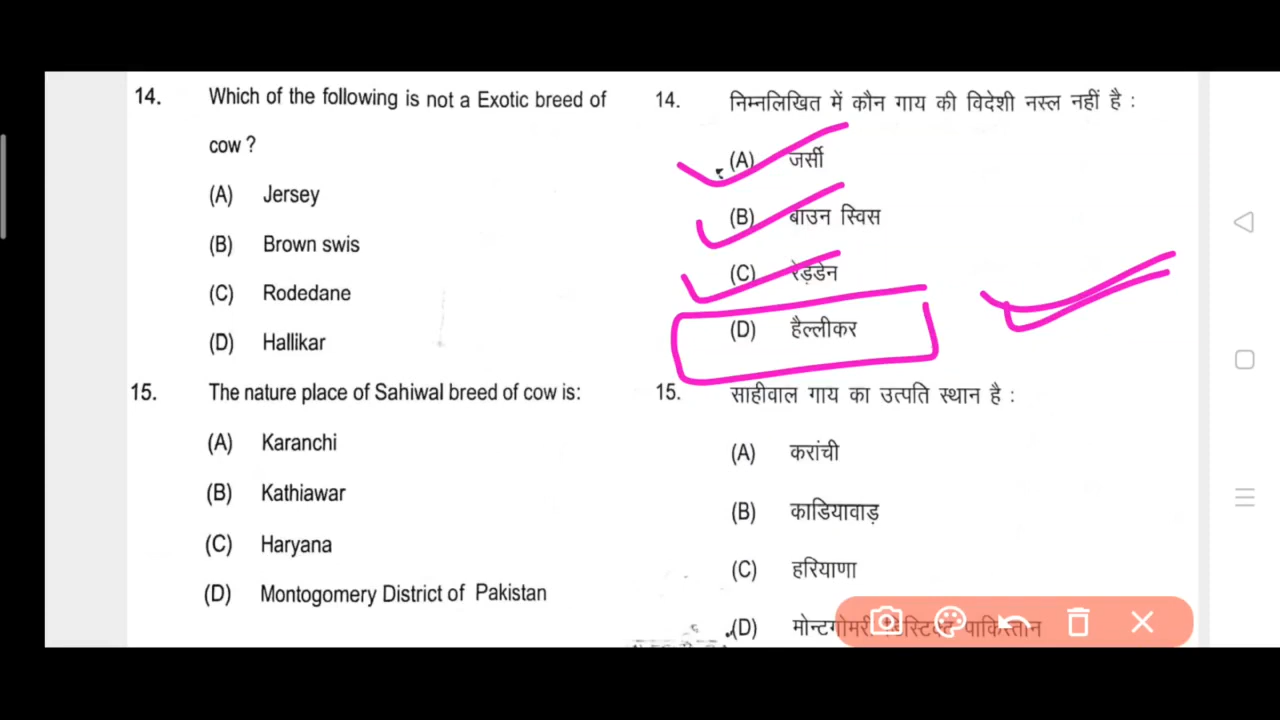 14. Which of the following is not a Exotic breed of
cow ?
(A) Jersey
(B) Brown swis
(C) Rodedane
(D) Hallikar
15. The nature place of Sahiwal breed of cow is:
(A) Karanchi
(B) Kathiawar
(C) Haryana
(D) Montogomery District of Pakistan
14. निम्नलिखित में कौन गाय की विदेशी नस्ल नहीं है :
(A) जर्सी
(B) बाउन स्विस
(C) रेड़डेन
(D) हैल्लीकर
15. साहीवाल गाय का उत्पति स्थान है :
(A) करांची
(B) काडियावाड़
(C) हरियाणा
(D) मोन्टगोमरी डिस्टिक्ट पाकिस्तान